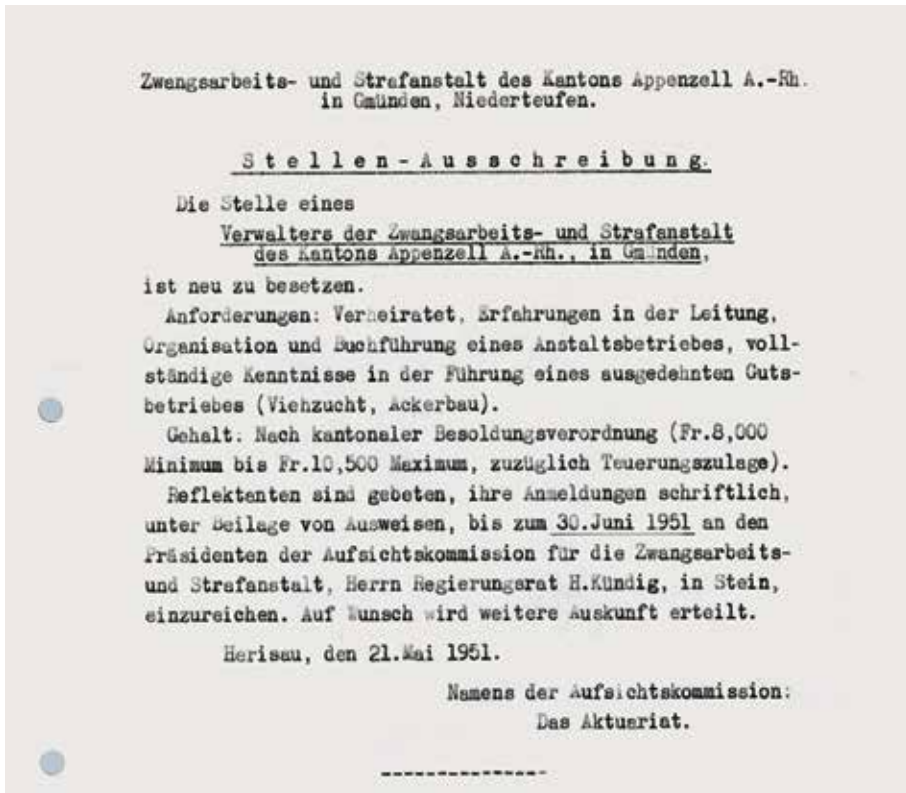 Zwangsarbeits- und Strafanstalt des Kantons Appenzell A.-Rh.
in Gmünden, Niederteufen.
Stellen-Ausschreibung.
Die Stelle eines
Verwalters der Zwangsarbeits- und Strafanstalt
des Kantons Appenzell A.-Rh., in Gmünden,
ist neu zu besetzen.
Anforderungen: Verheiratet, Erfahrungen in der Leitung,
Organisation und Buchführung eines Anstaltsbetriebes, voll-
ständige Kenntnisse in der Führung eines ausgedehnten Guts-
betriebes (Viehzucht, Ackerbau).
Gehalt: Nach kantonaler Besoldungsverordnung (Fr.8,000
Minimum bis Fr.10,500 Maximum, zuzüglich Teuerungszulage).
Reflektanten sind gebeten, ihre Anmeldungen schriftlich,
unter Beilage von Ausweisen, bis zum 30.Juni 1951 an den
Präsidenten der Aufsichtskommission für die Zwangsarbeits-
und Strafanstalt, Herrn Regierungsrat H.Kündig, in Stein,
einzureichen. Auf Wunsch wird weitere Auskunft erteilt.
Herisau, den 21.Mai 1951.
Namens der Aufsichtskommission:
Das Aktuariat.
---------------